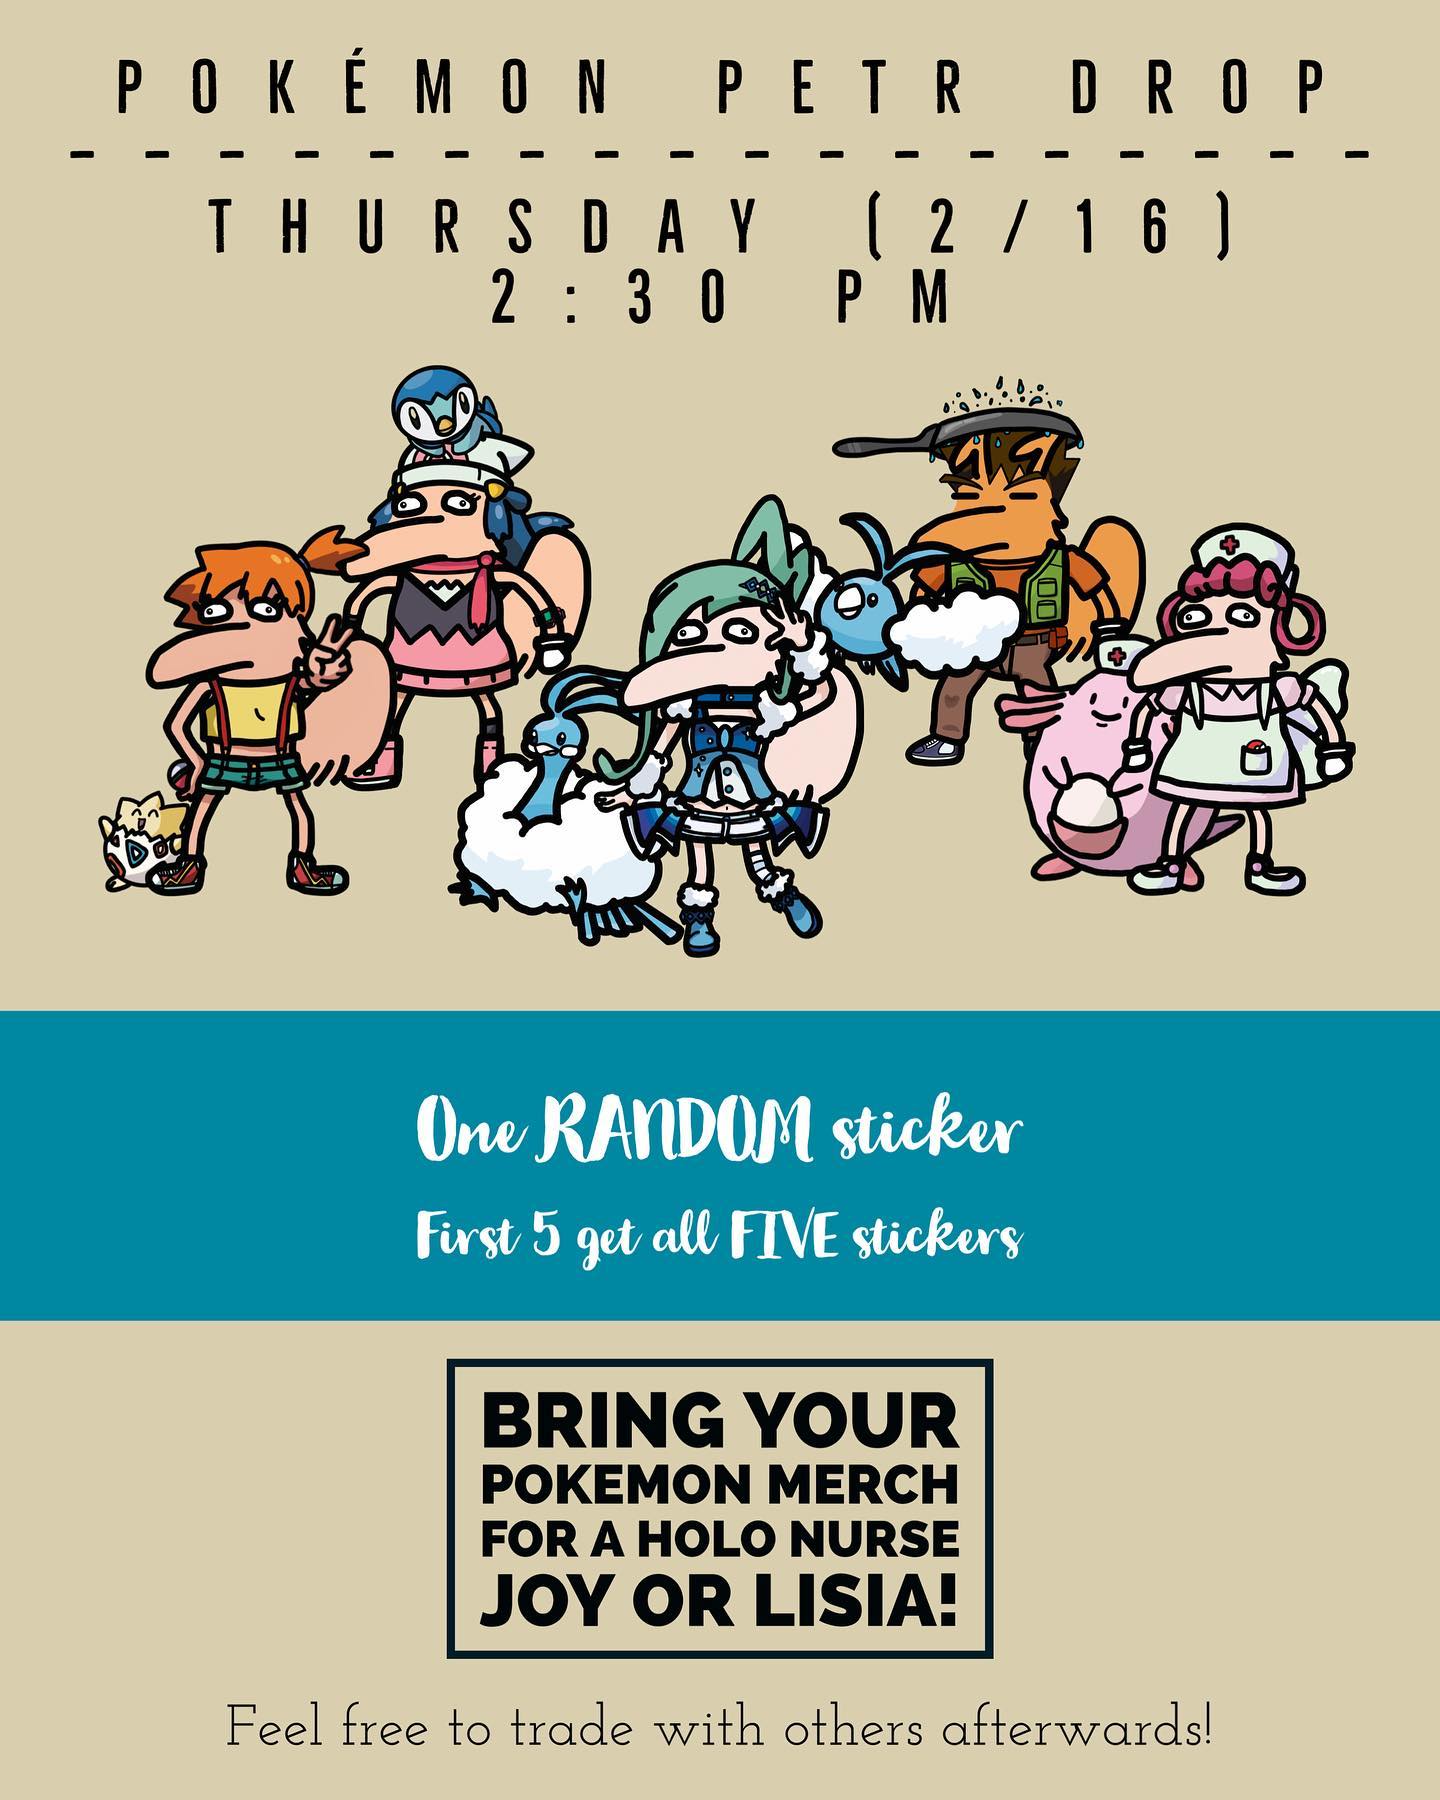 POKÉMON PETR DROP
------------------
THURSDAY (2/16)
2:30 PM
One RANDOM sticker
First 5 get all FIVE stickers
BRING YOUR
POKEMON MERCH
FOR A HOLO NURSE
JOY OR LISIA!
Feel free to trade with others afterwards!